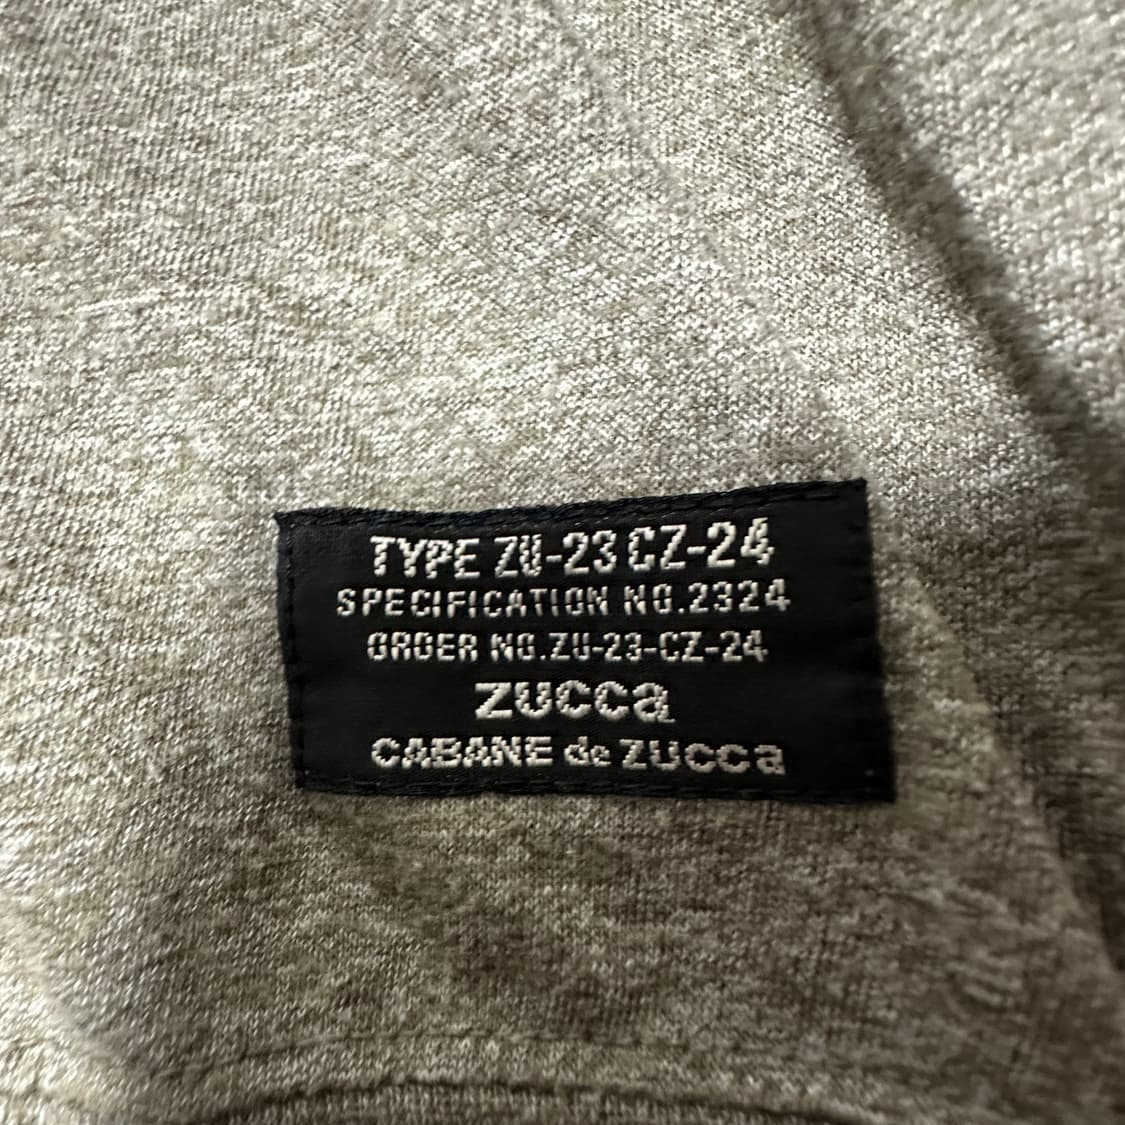 TYPE ZU-23 CZ-24
SPECIFICATION NO.2324
ORDER NO.ZU-23-CZ-24
ZUCCa
CABANE de ZUCCa